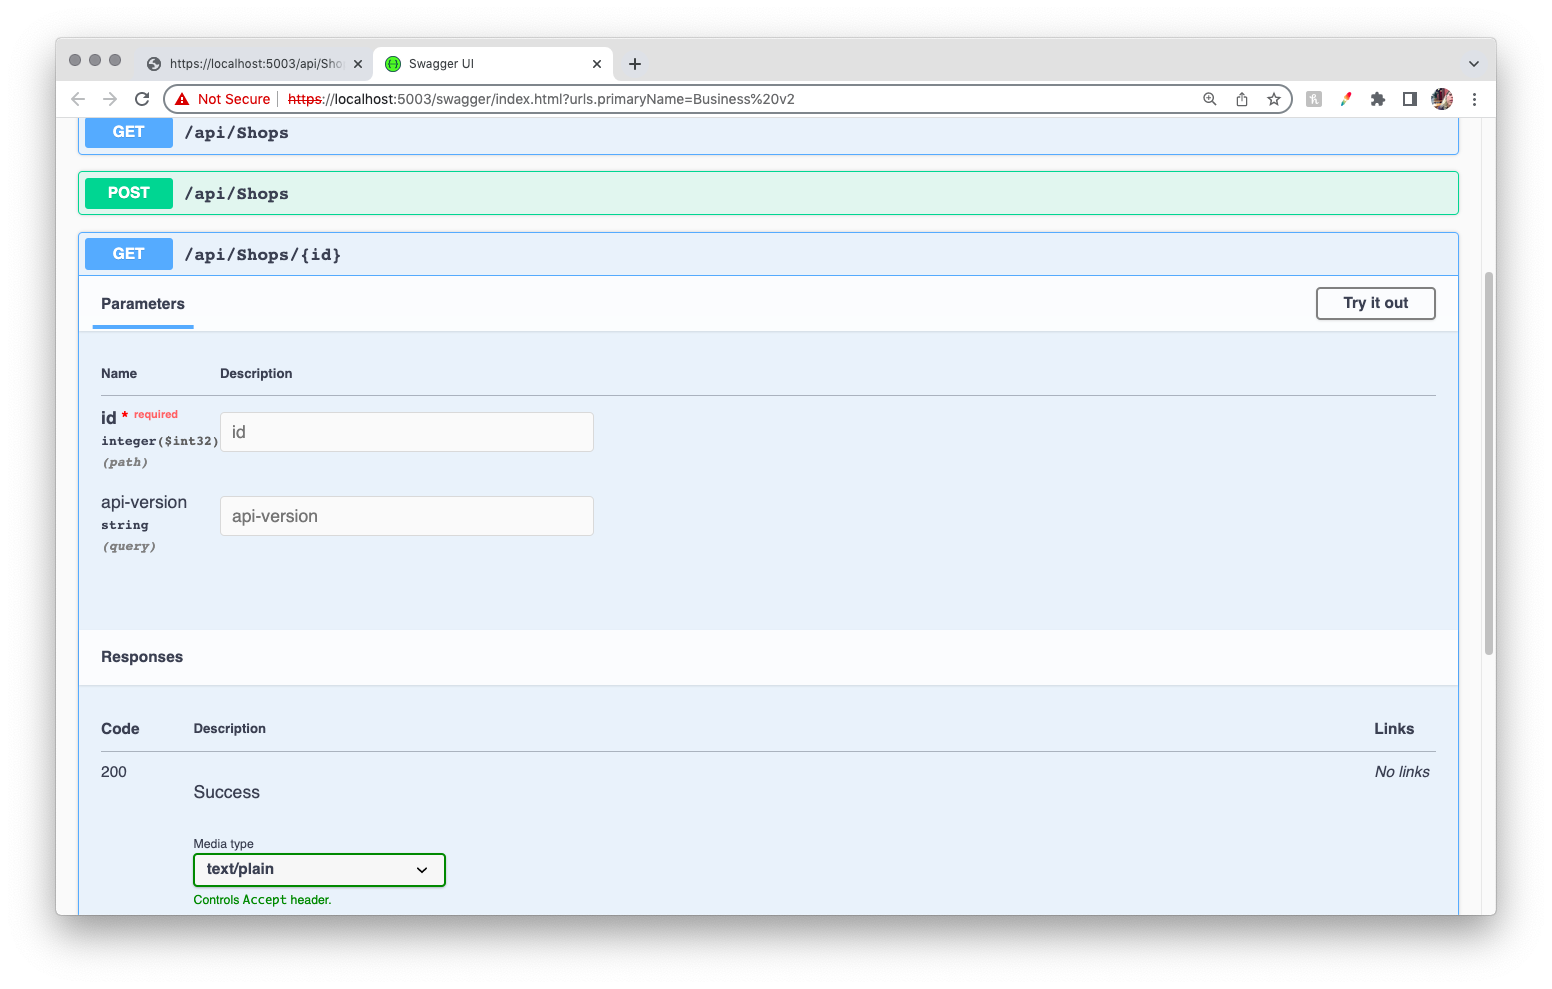 https://localhost:5003/api/Sho
Swagger UI
Not Secure
https://localhost:5003/swagger/index.html?urls.primaryName=Business%20v2
GET /api/Shops
POST /api/Shops
GET /api/Shops/{id}
Parameters
Try it out
Name Description
id * required
integer($int32)
(path)
id
api-version
string
(query)
api-version
Responses
Code Description Links
200
Success
No links
Media type
text/plain
Controls Accept header.